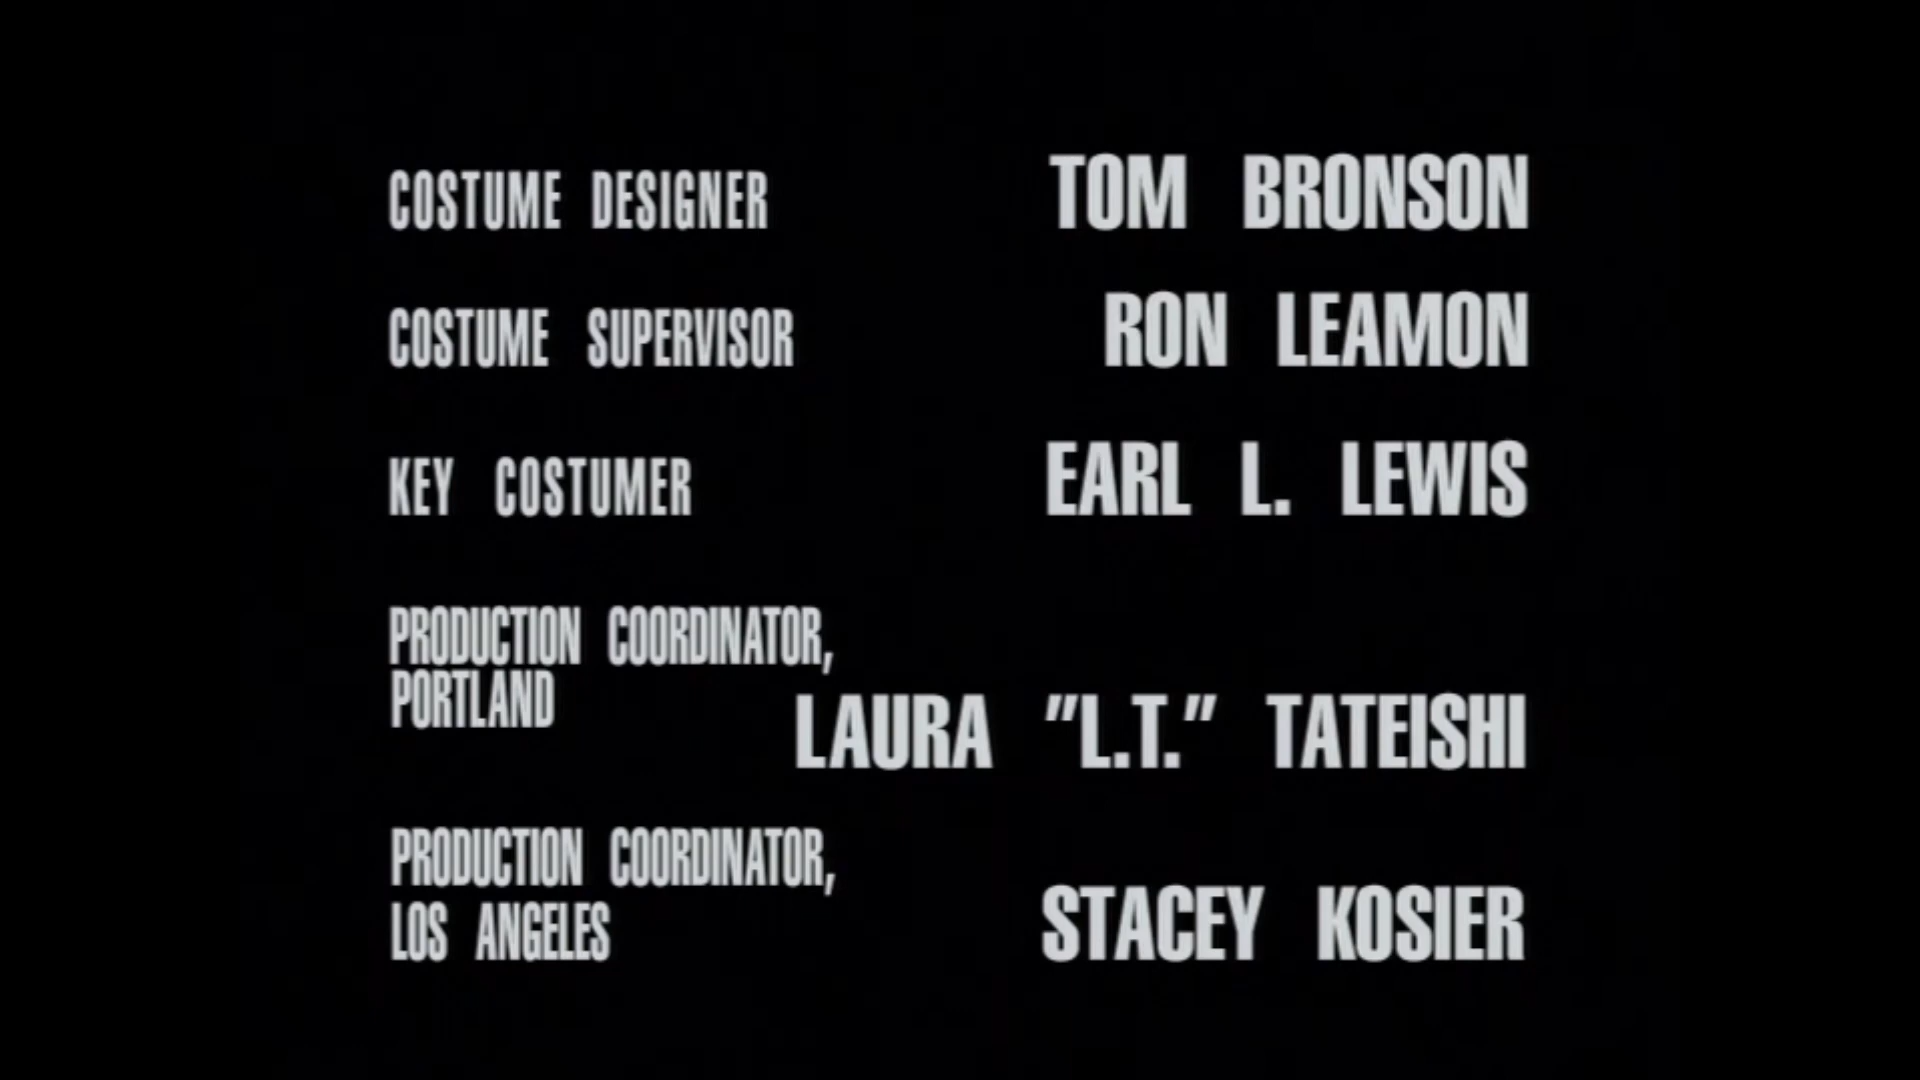 COSTUME DESIGNER TOM BRONSON
COSTUME SUPERVISOR RON LEAMON
KEY COSTUMER EARL L. LEWIS
PRODUCTION COORDINATOR,
PORTLAND
LAURA "L.T." TATEISHI
PRODUCTION COORDINATOR,
LOS ANGELES STACEY KOSIER